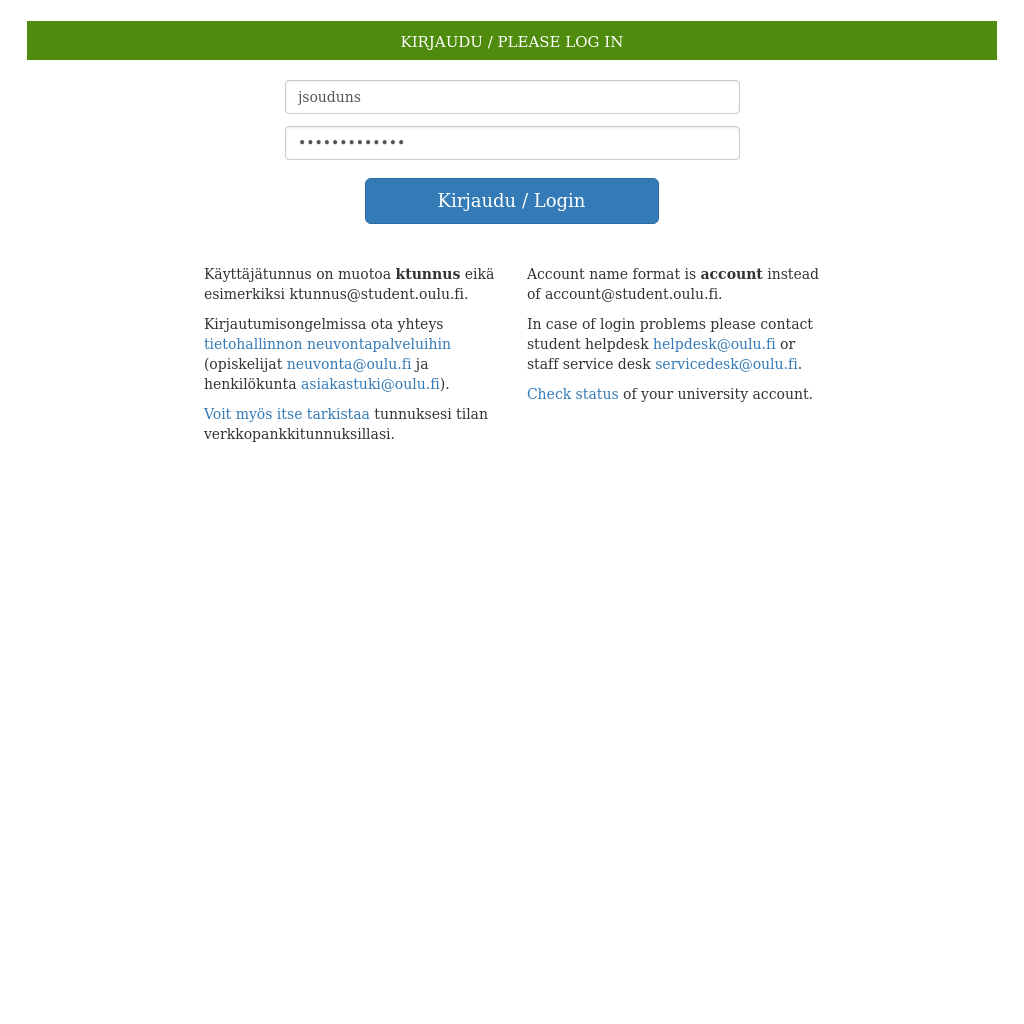 KIRJAUDU / PLEASE LOG IN
jsouduns
•••••••••••••
Kirjaudu / Login
Käyttäjätunnus on muotoa ktunnus eikä
esimerkiksi ktunnus@student.oulu.fi.
Kirjautumisongelmissa ota yhteys
tietohallinnon neuvontapalveluihin
(opiskelijat neuvonta@oulu.fi ja
henkilökunta asiakastuki@oulu.fi).
Voit myös itse tarkistaa tunnuksesi tilan
verkkopankkitunnuksillasi.
Account name format is account instead
of account@student.oulu.fi.
In case of login problems please contact
student helpdesk helpdesk@oulu.fi or
staff service desk servicedesk@oulu.fi.
Check status of your university account.